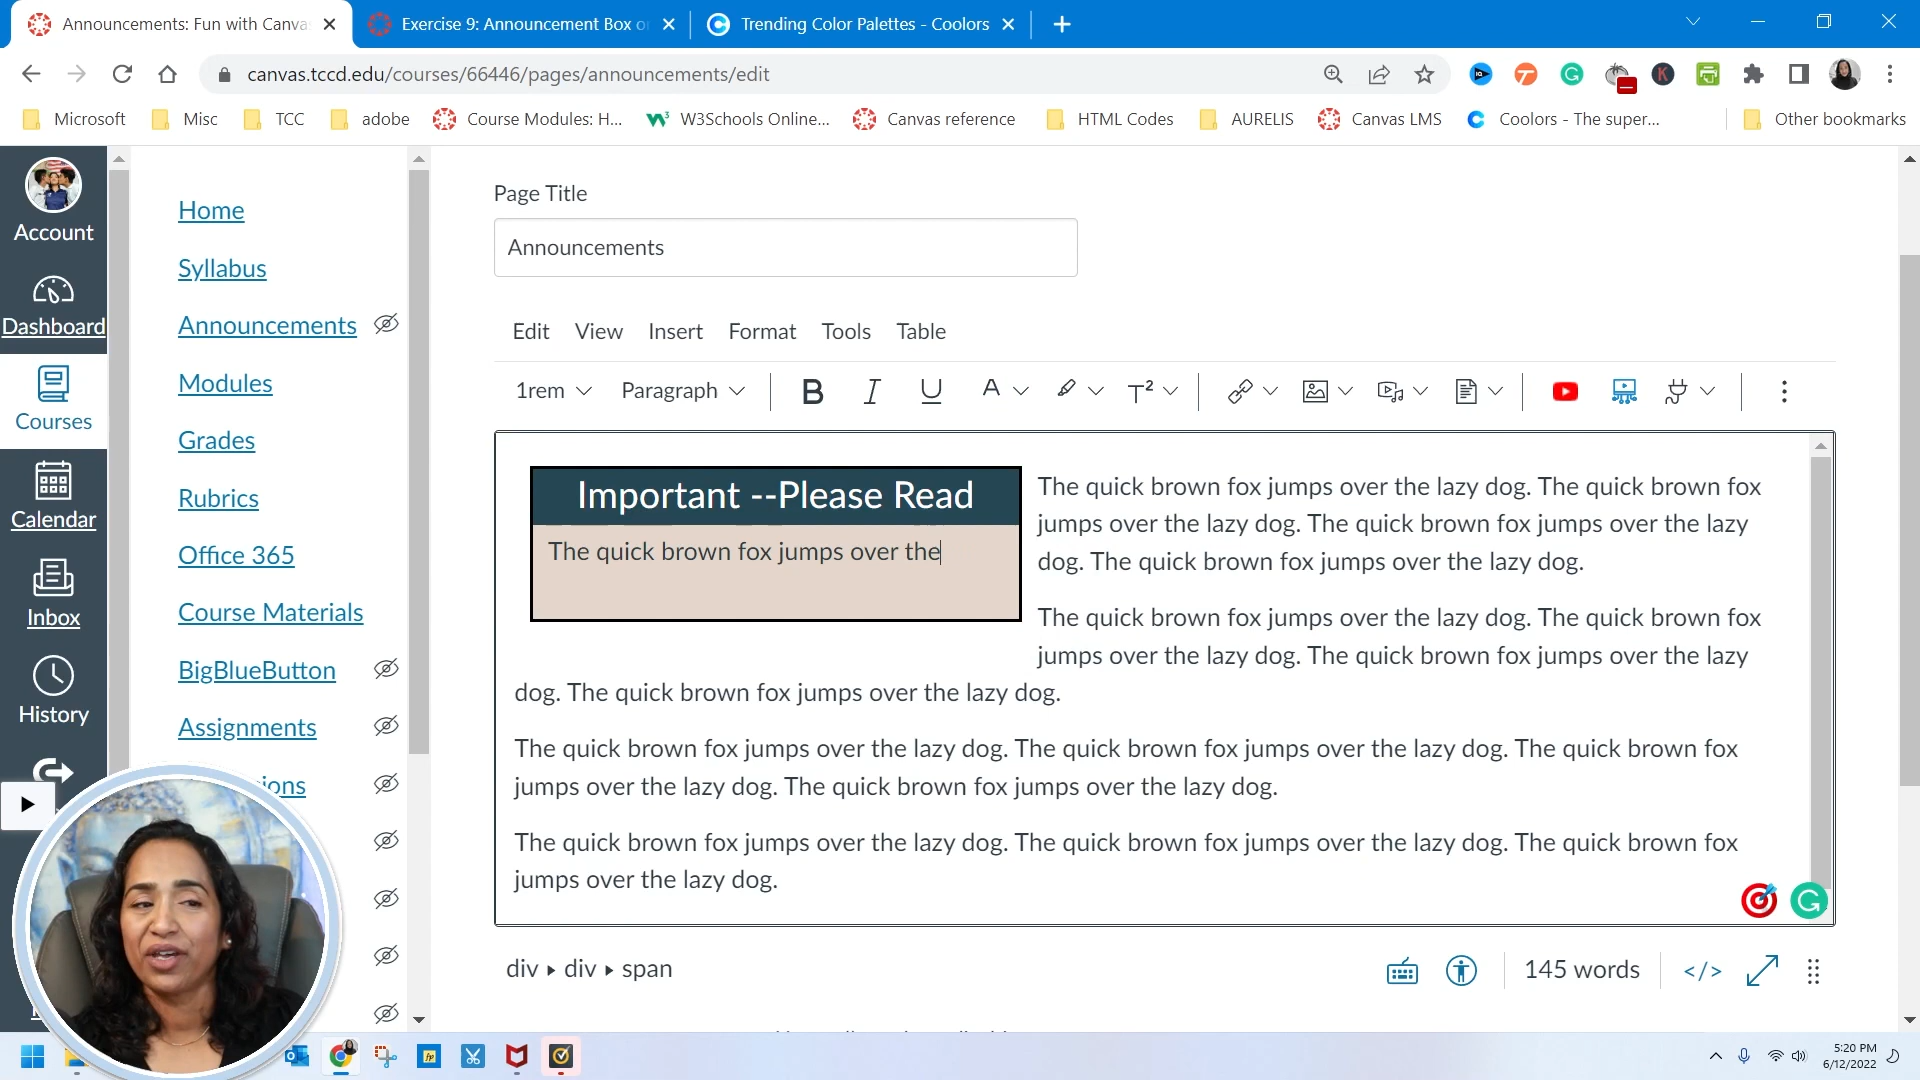 Announcements: Fun with Canva
Exercise 9: Announcement Box o
Trending Color Palettes - Coolors
canvas.tccd.edu/courses/66446/pages/announcements/edit
Microsoft
Misc
TCC
adobe
Course Modules: H...
W3Schools Online...
Canvas reference
HTML Codes
AURELIS
Canvas LMS
Coolors - The super...
Other bookmarks
Account
Dashboard
Courses
Calendar
Inbox
History
Home
Syllabus
Announcements
Modules
Grades
Rubrics
Office 365
Course Materials
BigBlueButton
Assignments
ions
Page Title
Announcements
Edit View Insert Format Tools Table
1rem Paragraph B I U A T²
Important --Please Read
The quick brown fox jumps over the
The quick brown fox jumps over the lazy dog. The quick brown fox
jumps over the lazy dog. The quick brown fox jumps over the lazy
dog. The quick brown fox jumps over the lazy dog.
The quick brown fox jumps over the lazy dog. The quick brown fox
jumps over the lazy dog. The quick brown fox jumps over the lazy
dog. The quick brown fox jumps over the lazy dog.
The quick brown fox jumps over the lazy dog. The quick brown fox jumps over the lazy dog. The quick brown fox
jumps over the lazy dog. The quick brown fox jumps over the lazy dog.
The quick brown fox jumps over the lazy dog. The quick brown fox jumps over the lazy dog. The quick brown fox
jumps over the lazy dog.
div ▸ div ▸ span
145 words
</>
5:20 PM
6/12/2022